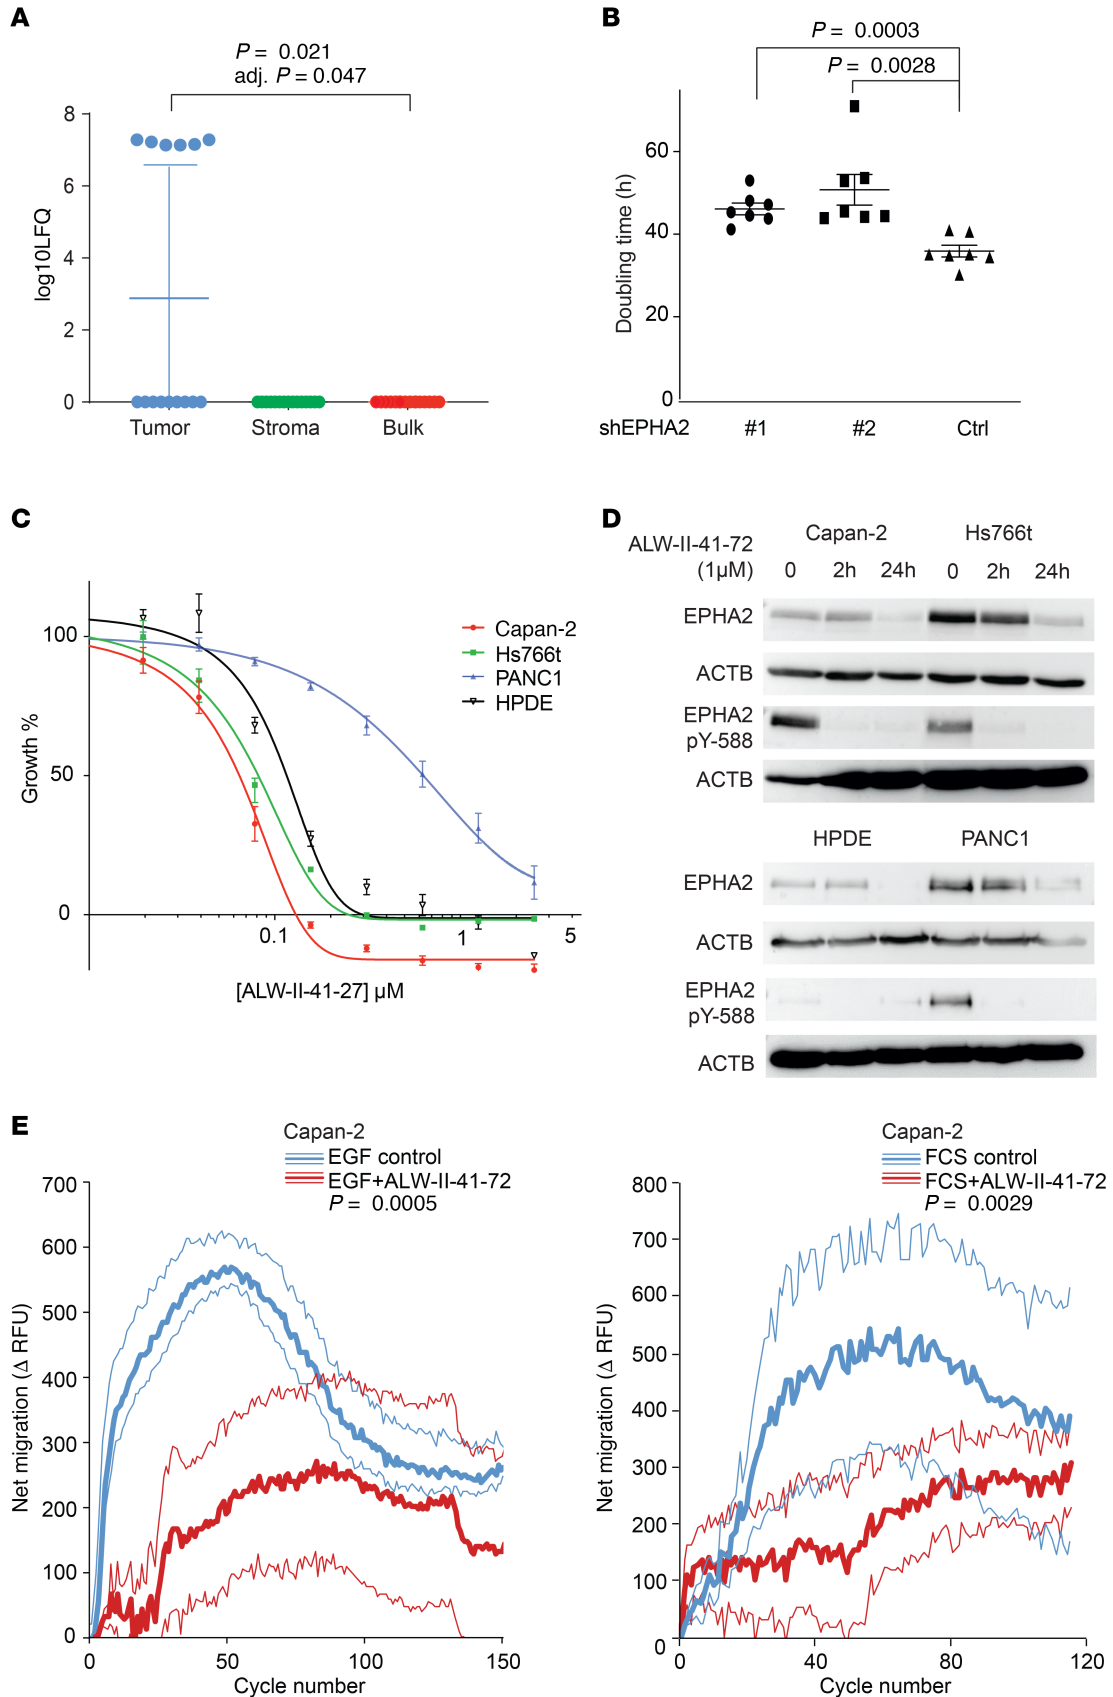 A
P = 0.021
adj. P = 0.047
8
6
4
2
0
log10LFQ
Tumor Stroma Bulk
B
P = 0.0003
P = 0.0028
60
40
20
0
Doubling time (h)
shEPHA2 #1 #2 Ctrl
C
100
50
0
Growth %
Capan-2
Hs766t
PANC1
HPDE
0.1 1 5
[ALW-II-41-27] µM
D
Capan-2 Hs766t
ALW-II-41-72
(1µM) 0 2h 24h 0 2h 24h
EPHA2
ACTB
EPHA2
pY-588
ACTB
HPDE PANC1
EPHA2
ACTB
EPHA2
pY-588
ACTB
E
Capan-2
EGF control
EGF+ALW-II-41-72
P = 0.0005
700
600
500
400
300
200
100
0
Net migration (Δ RFU)
0 50 100 150
Cycle number
Capan-2
FCS control
FCS+ALW-II-41-72
P = 0.0029
800
700
600
500
400
300
200
100
0
Net migration (Δ RFU)
0 40 80 120
Cycle number